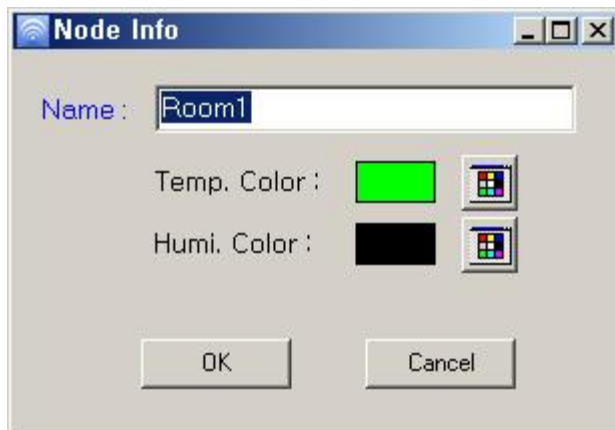 Node Info
Name :
Room1
Temp. Color :
Humi. Color :
OK
Cancel